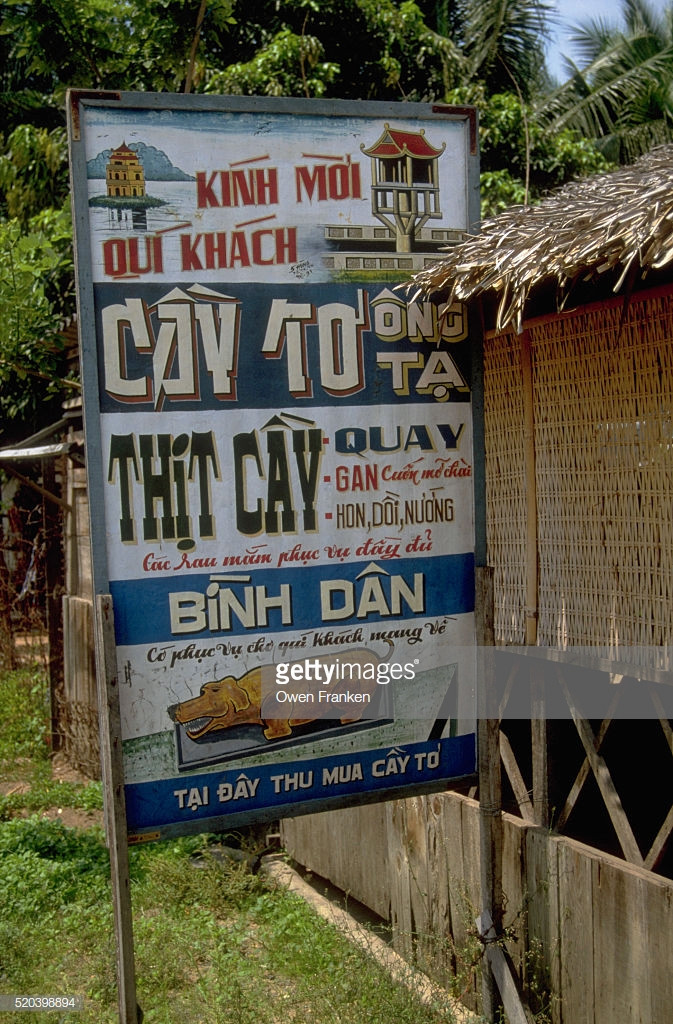 KÍNH MỜI
QUÍ KHÁCH
CẦY TƠ ÔNG TẠ
THỊT CẦY - QUAY
- GAN Cuốn mỡ chài
- HON, DỒI, NƯỚNG
Các rau mắm phục vụ đầy đủ
BÌNH DÂN
Có phục vụ cho quí khách mang về
gettyimages®
Owen Franken
TẠI ĐÂY THU MUA CẦY TƠ
520398894